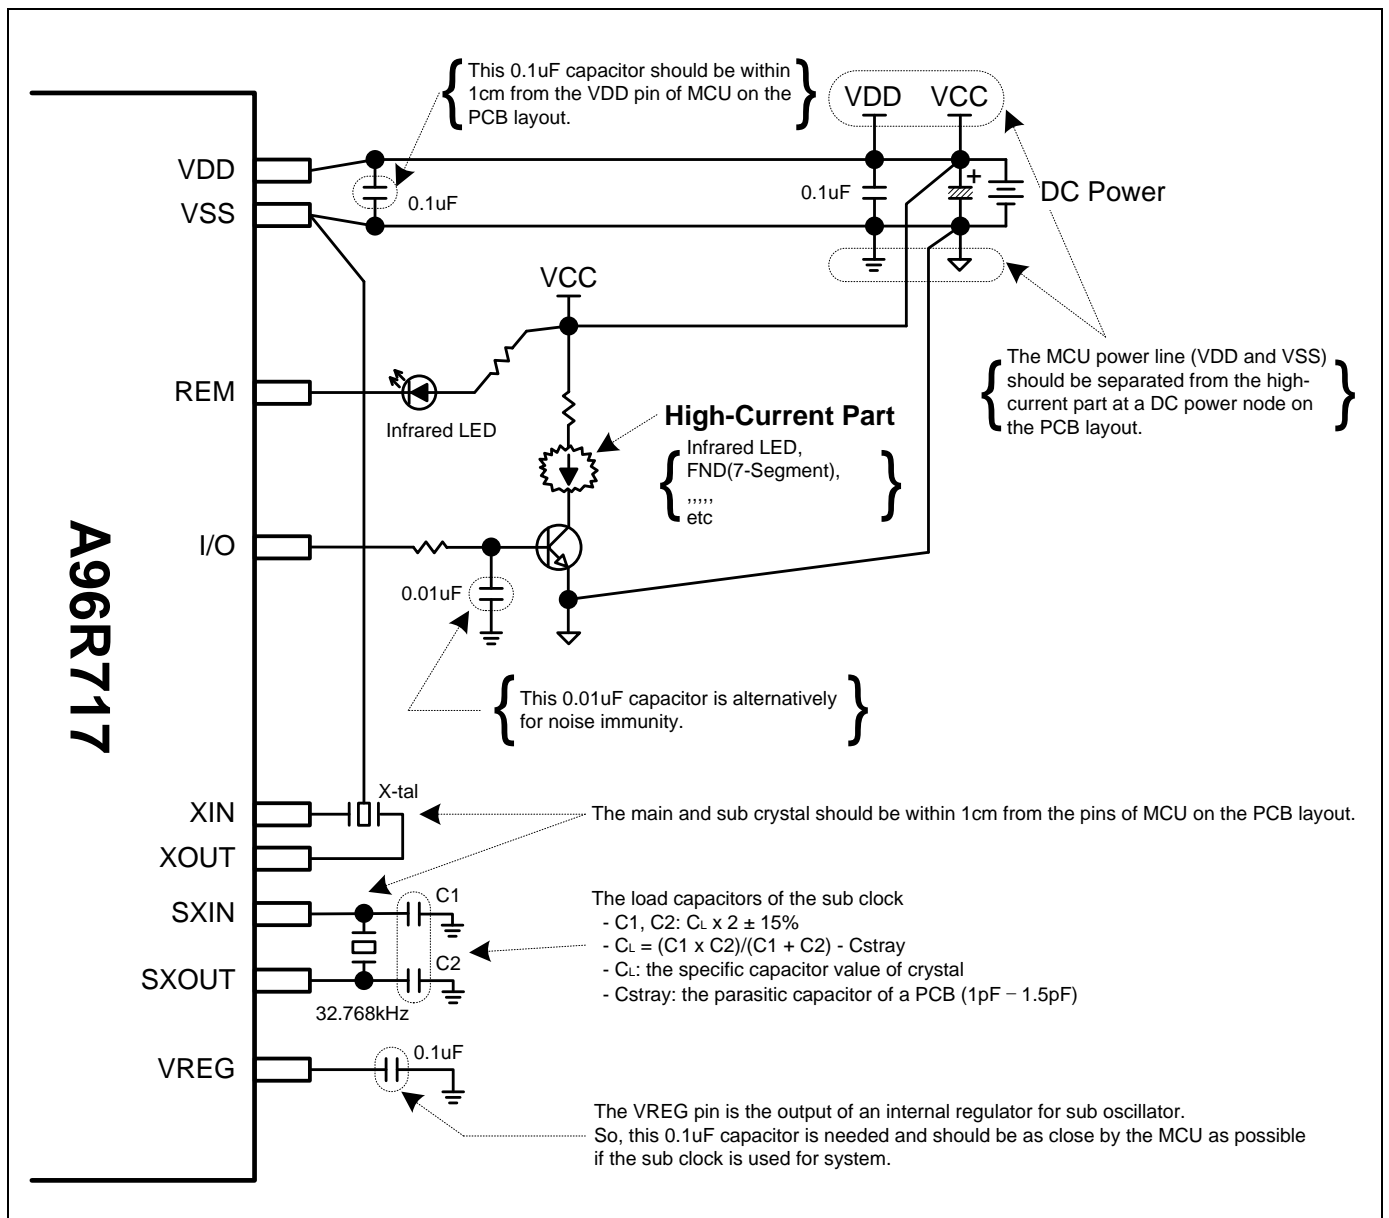 This 0.1uF capacitor should be within
1cm from the VDD pin of MCU on the
PCB layout.
VDD
VCC
VDD
0.1uF
0.1uF
+
DC Power
VSS
VCC
The MCU power line (VDD and VSS)
should be separated from the high-
current part at a DC power node on
the PCB layout.
REM
Infrared LED
High-Current Part
Infrared LED,
FND(7-Segment),
,,,,,
etc
I/O
0.01uF
A96R717
This 0.01uF capacitor is alternatively
for noise immunity.
X-tal
XIN
The main and sub crystal should be within 1cm from the pins of MCU on the PCB layout.
XOUT
SXIN
C1
The load capacitors of the sub clock
- C1, C2: CL x 2 ± 15%
- CL = (C1 x C2)/(C1 + C2) - Cstray
- CL: the specific capacitor value of crystal
- Cstray: the parasitic capacitor of a PCB (1pF – 1.5pF)
C2
SXOUT
32.768kHz
VREG
0.1uF
The VREG pin is the output of an internal regulator for sub oscillator.
So, this 0.1uF capacitor is needed and should be as close by the MCU as possible
if the sub clock is used for system.